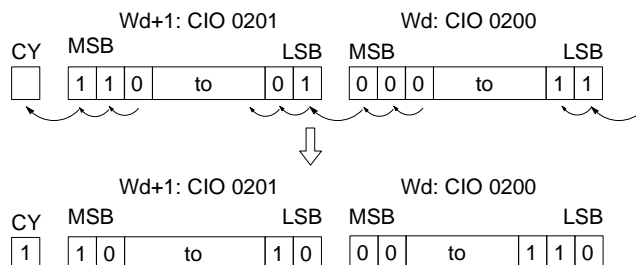 Wd+1: CIO 0201 Wd: CIO 0200
CY MSB LSB MSB LSB
1 1 0 to 0 1 0 0 0 to 1 1
Wd+1: CIO 0201 Wd: CIO 0200
CY MSB LSB MSB LSB
1 1 0 to 1 0 0 0 to 1 1 0